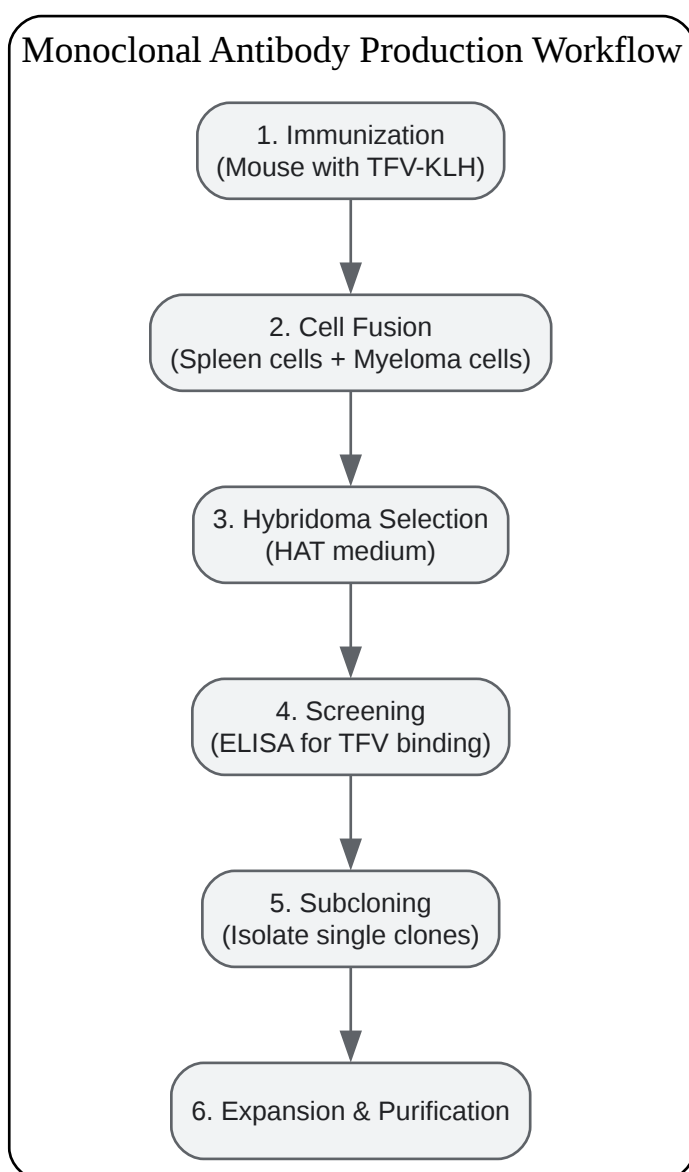 Monoclonal Antibody Production Workflow
1. Immunization
(Mouse with TFV-KLH)
2. Cell Fusion
(Spleen cells + Myeloma cells)
3. Hybridoma Selection
(HAT medium)
4. Screening
(ELISA for TFV binding)
5. Subcloning
(Isolate single clones)
6. Expansion & Purification